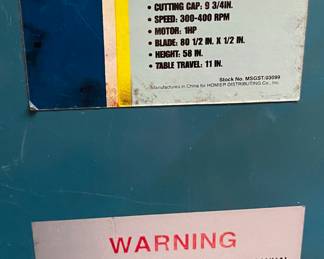 • CUTTING CAP: 9 3/4IN.
• SPEED: 300-400 RPM
• MOTOR: 1HP
• BLADE: 80 1/2 IN. X 1/2 IN.
• HEIGHT: 58 IN.
• TABLE TRAVEL: 11 IN.
Stock No. MSGST/03099
Manufactures in China for HOMIER DISTRIBUTING Co., Inc.
WARNING